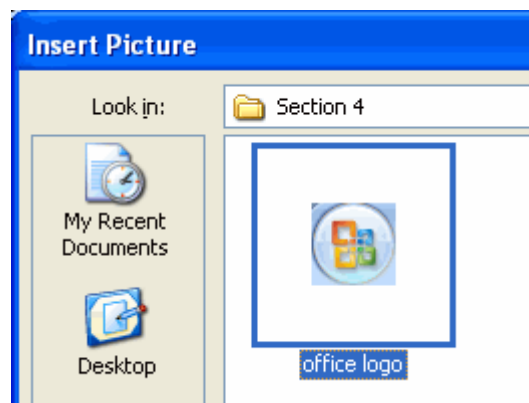 Insert Picture
Look in:
Section 4
My Recent
Documents
Desktop
office logo